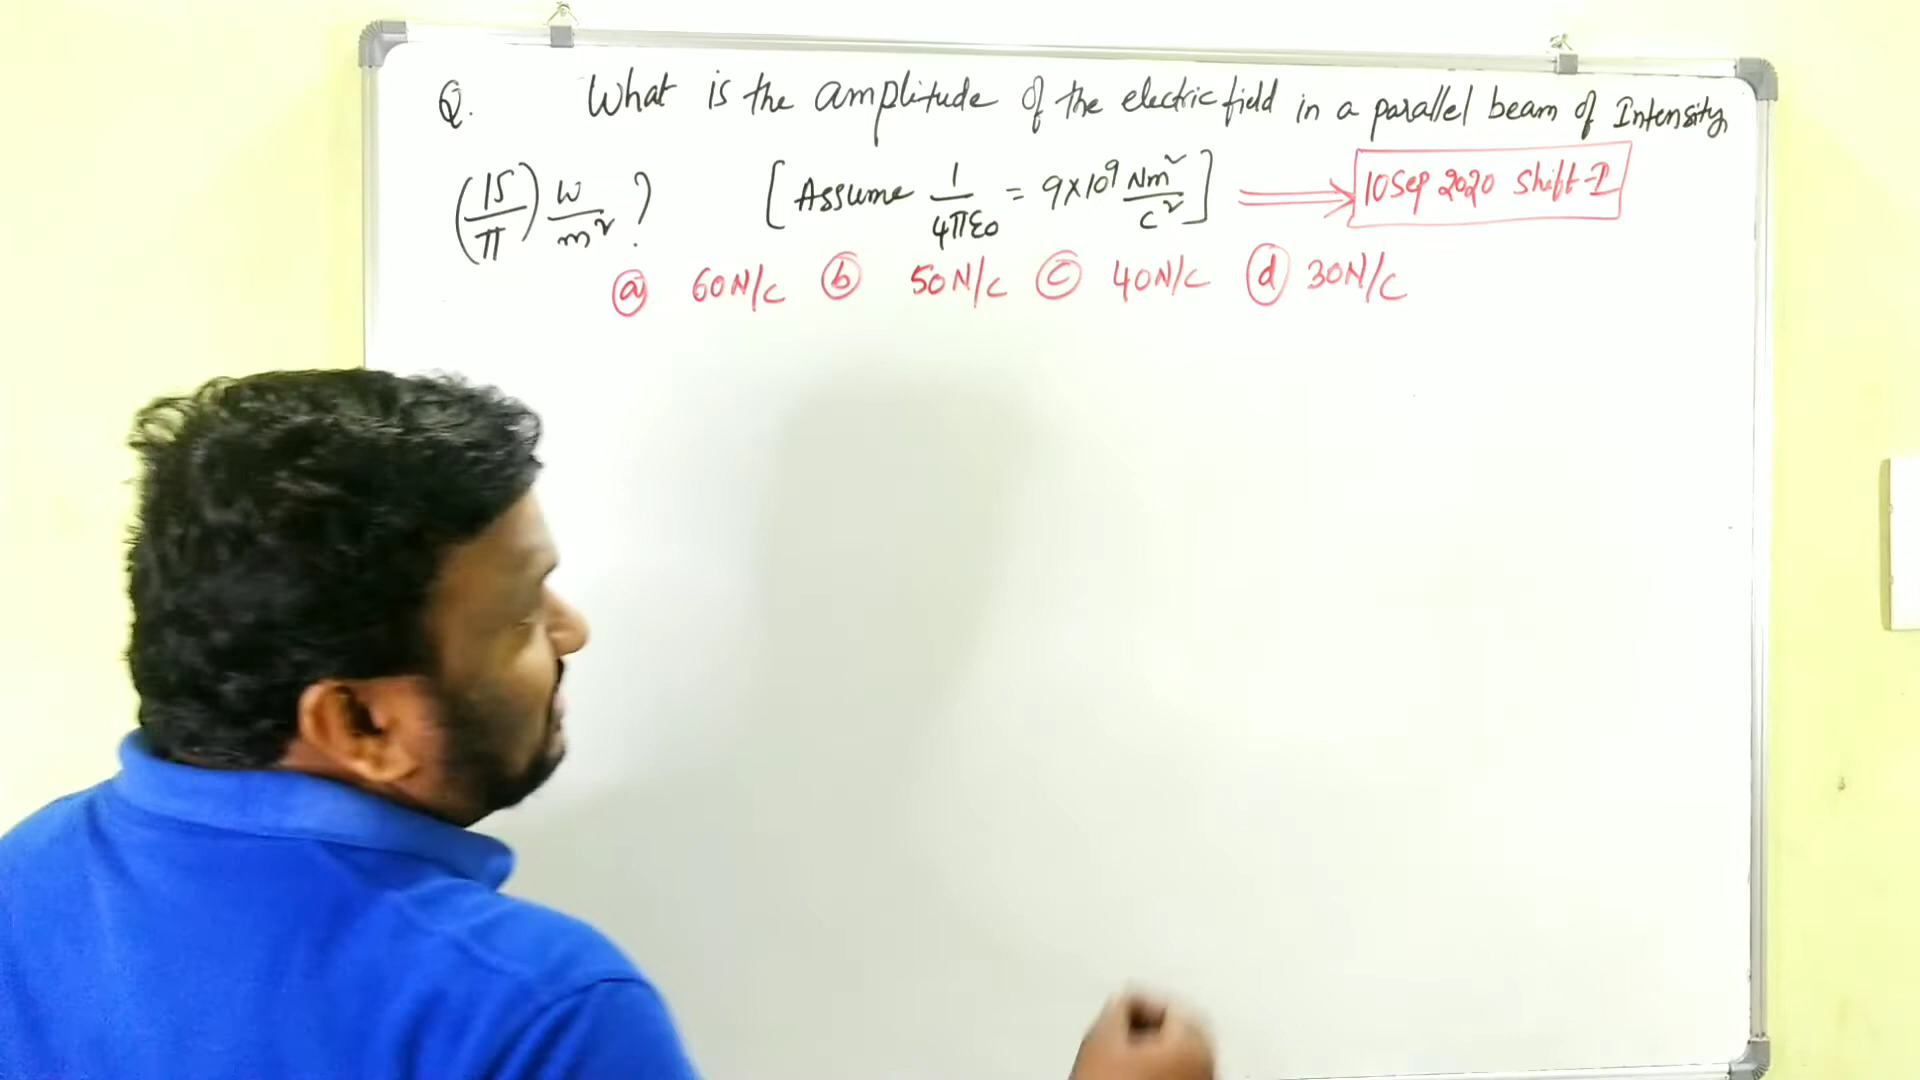 Q. What is the amplitude of the electric field in a parallel beam of Intensity
(15/π) W/m² ? [Assume 1/4πε0 = 9×10⁹ Nm²/C²] ⟹ 10 Sep 2020 Shift-I
ⓐ 60N/C ⓑ 50N/C ⓒ 40N/C ⓓ 30N/C